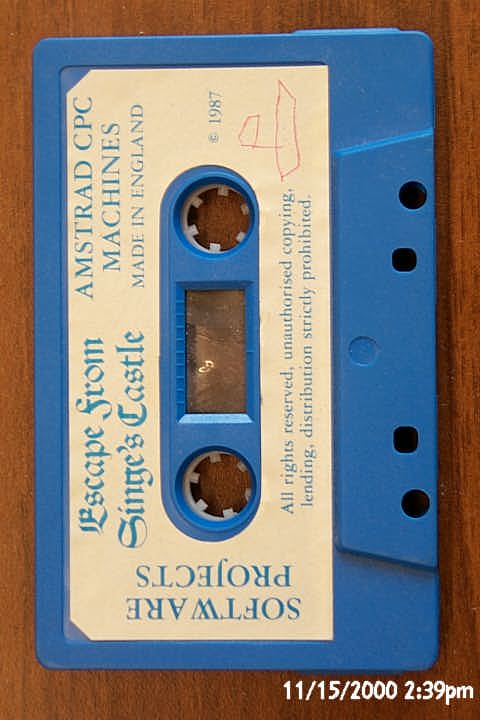 Escape From
Singe's Castle
AMSTRAD CPC
MACHINES
MADE IN ENGLAND
© 1987
All rights reserved, unauthorised copying,
lending, distribution strictly prohibited.
SOFTWARE
PROJECTS
11/15/2000 2:39pm